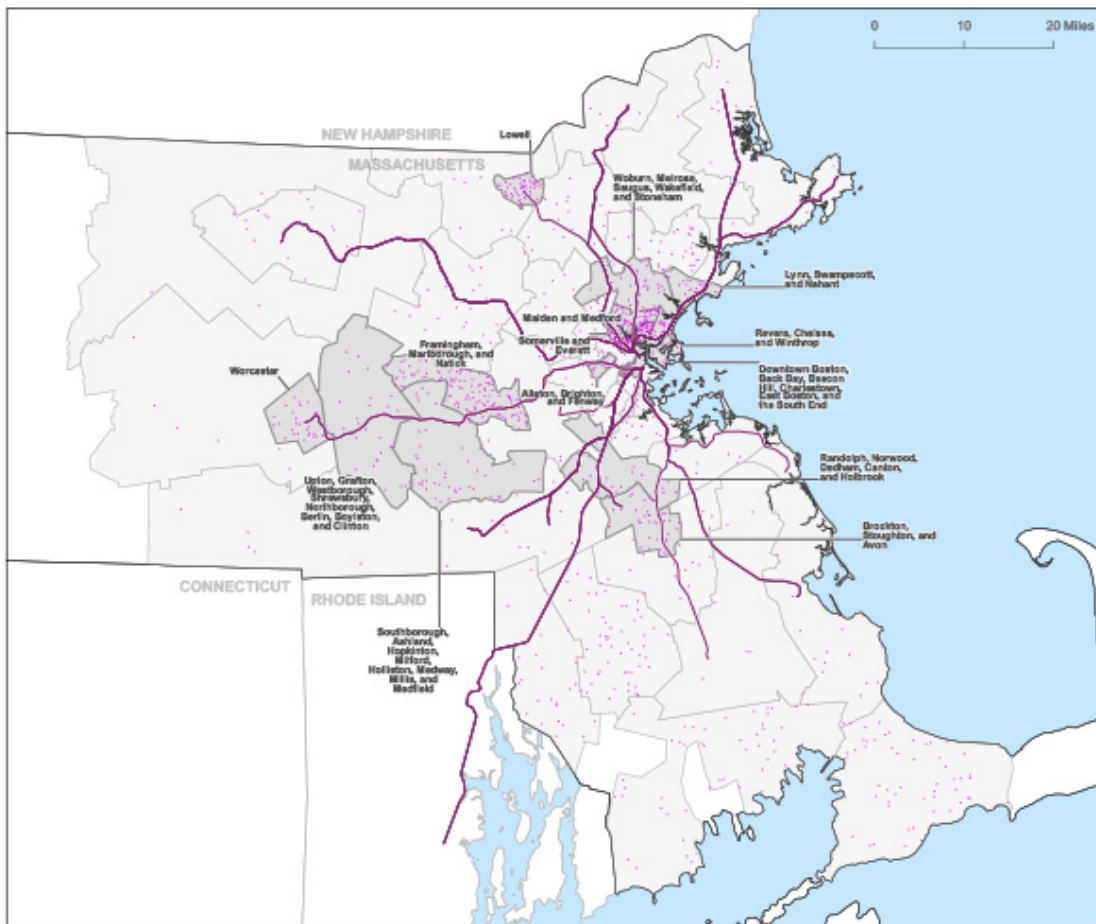 0 10 20 Miles
NEW HAMPSHIRE
MASSACHUSETTS
Lowell
Woburn, Melrose,
Saugus, Wakefield,
and Stoneham
Lynn, Swampscott,
and Nahant
Malden and Medford
Somerville and
Everett
Revere, Chelsea,
and Winthrop
Framingham,
Marlborough, and
Natick
Worcester
Downtown Boston,
Back Bay, Beacon
Hill, Charlestown,
East Boston, and
the South End
Allston, Brighton,
and Fenway
Randolph, Norwood,
Dedham, Canton,
and Holbrook
Upton, Grafton,
Westborough,
Shrewsbury,
Northborough,
Berlin, Boylston,
and Clinton
Brockton,
Stoughton, and
Avon
CONNECTICUT
RHODE ISLAND
Southborough,
Ashland,
Hopkinton,
Milford,
Holliston, Medway,
Millis, and
Medfield